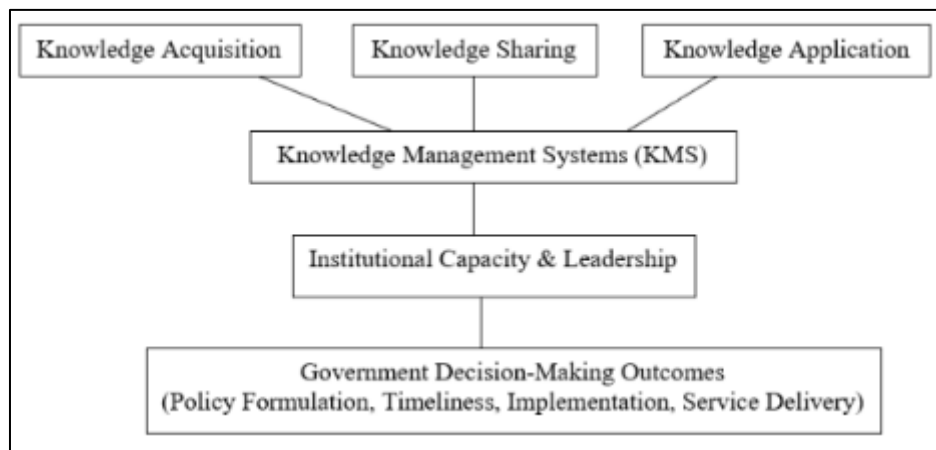 Knowledge Acquisition
Knowledge Sharing
Knowledge Application
Knowledge Management Systems (KMS)
Institutional Capacity & Leadership
Government Decision-Making Outcomes
(Policy Formulation, Timeliness, Implementation, Service Delivery)